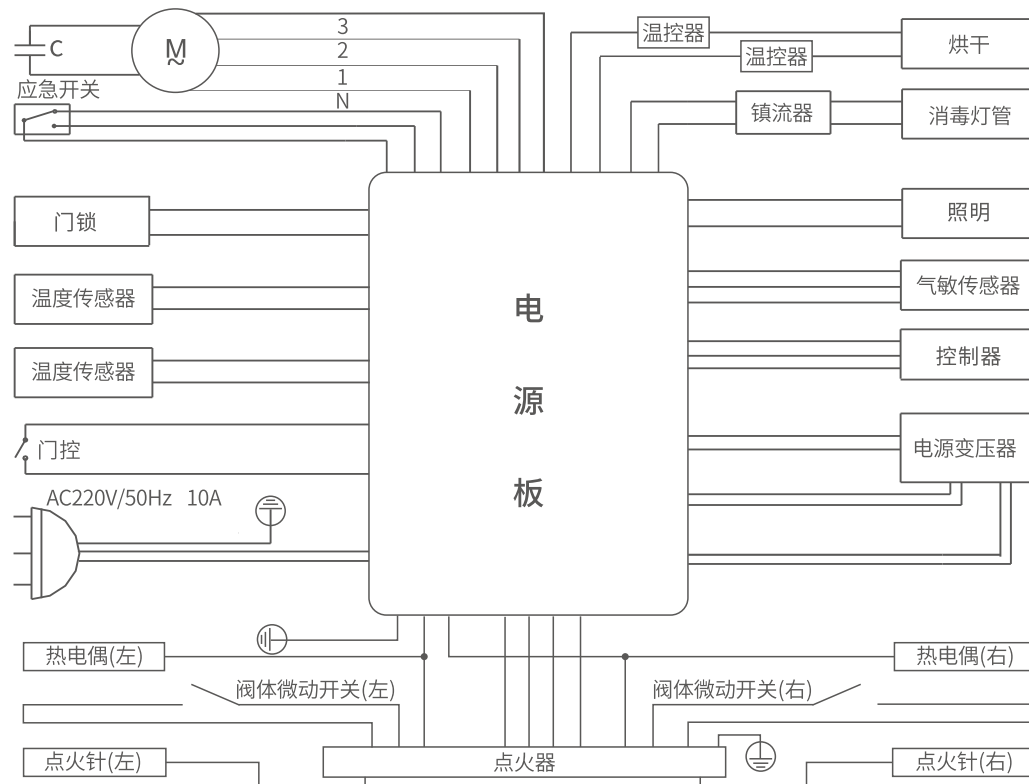 3
2
1
N
C
M
~
应急开关
门锁
温度传感器
温度传感器
门控
AC220V/50Hz 10A
热电偶(左)
阀体微动开关(左)
点火针(左)
电
源
板
点火器
温控器
温控器
镇流器
烘干
消毒灯管
照明
气敏传感器
控制器
电源变压器
热电偶(右)
阀体微动开关(右)
点火针(右)